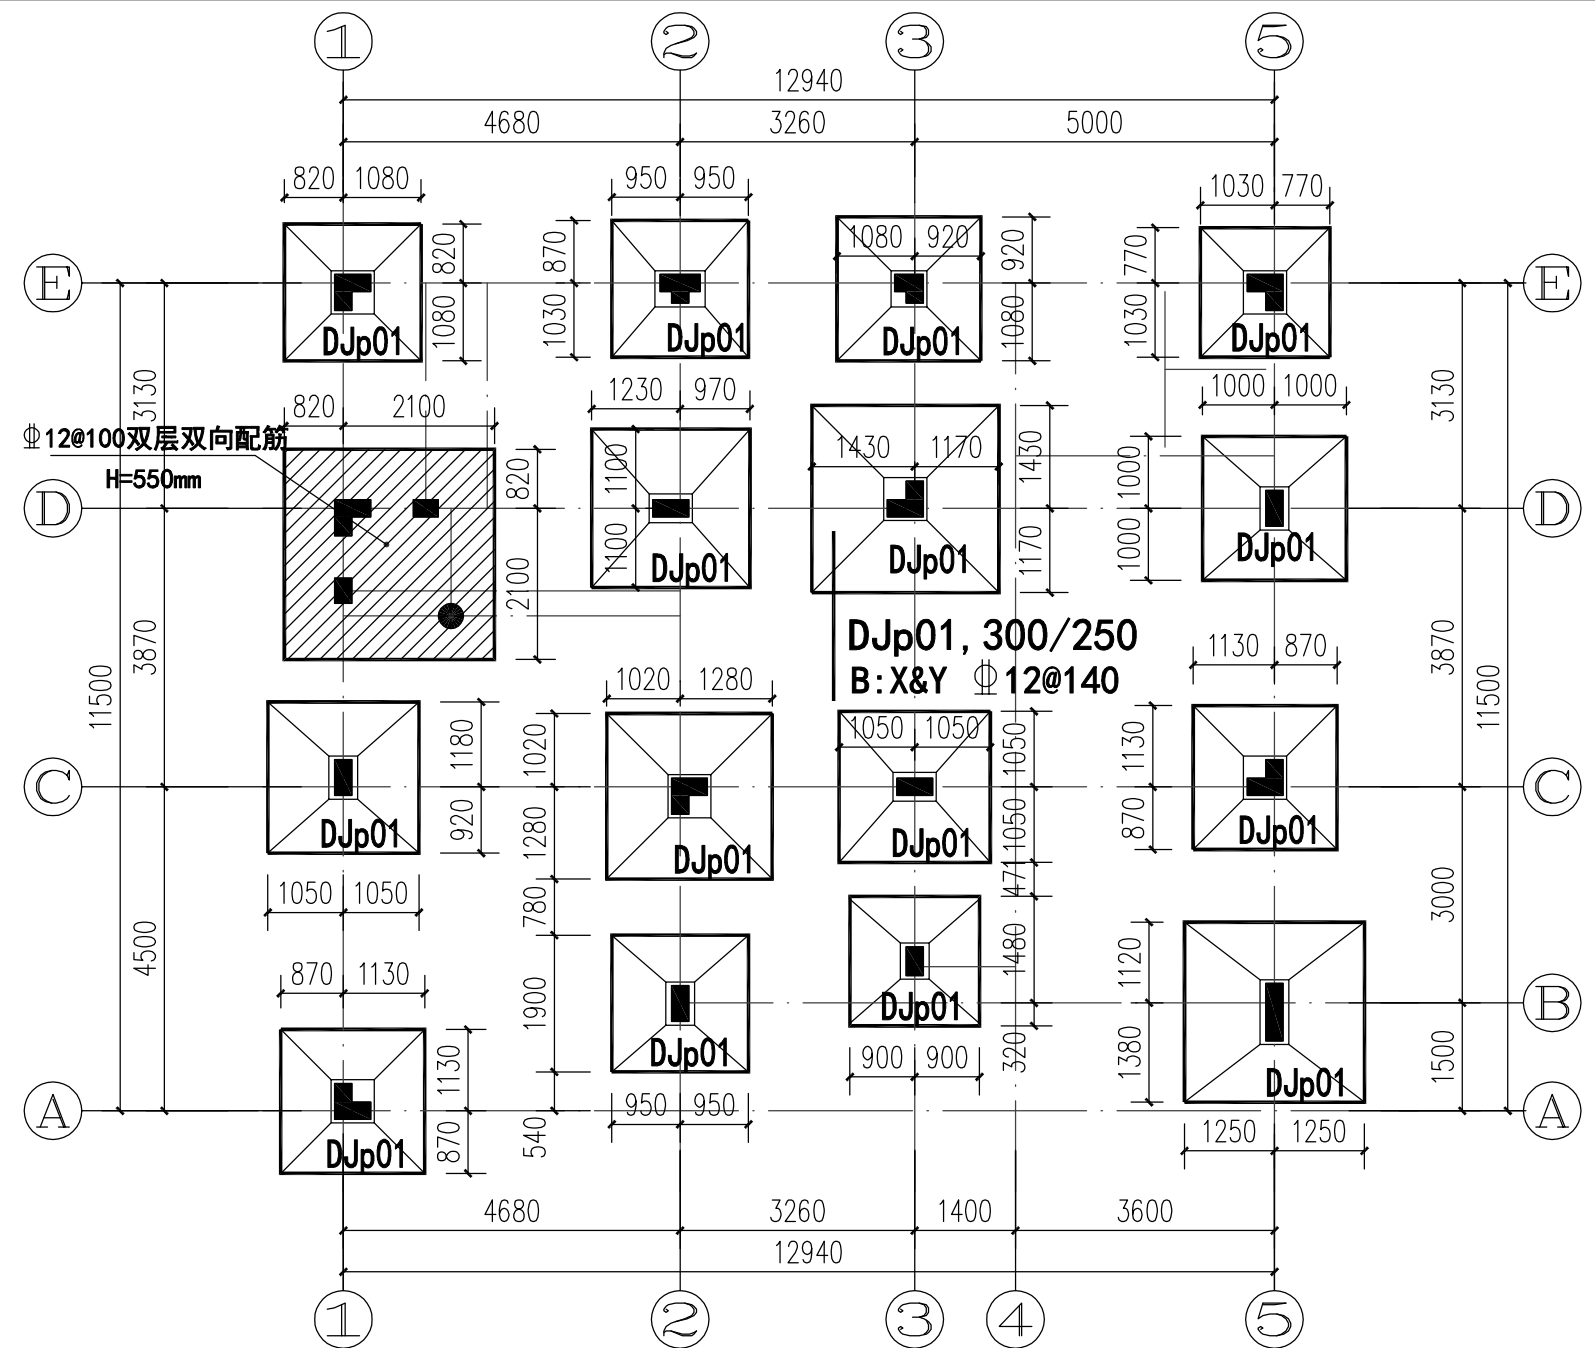 1 2 3 5
12940
4680 3260 5000
820 1080 950 950 1030 770
E 820 1080 870 1030 1080 920 920 1080 770 1030 E
DJp01 DJp01 DJp01 DJp01
3130 820 2100 1230 970 1000 1000 3130
⌀12@100双层双向配筋
H=550mm
D 820 2100 1100 1100 1430 1170 1430 1170 1000 1000 D
DJp01 DJp01 DJp01
DJp01, 300/250
B:X&Y ⌀12@140
11500 3870 1130 870 3870 11500
1020 1280 1050 1050
C 1180 920 1020 1280 1050 1050 1130 870 C
DJp01 DJp01 DJp01 DJp01
1050 1050 780 471 3000
4500 870 1130 1900 1480 1120
DJp01 B
DJp01 320 1380 1500
900 900 DJp01
A 1130 870 950 950 540 A
DJp01 1250 1250
4680 3260 1400 3600
12940
1 2 3 4 5